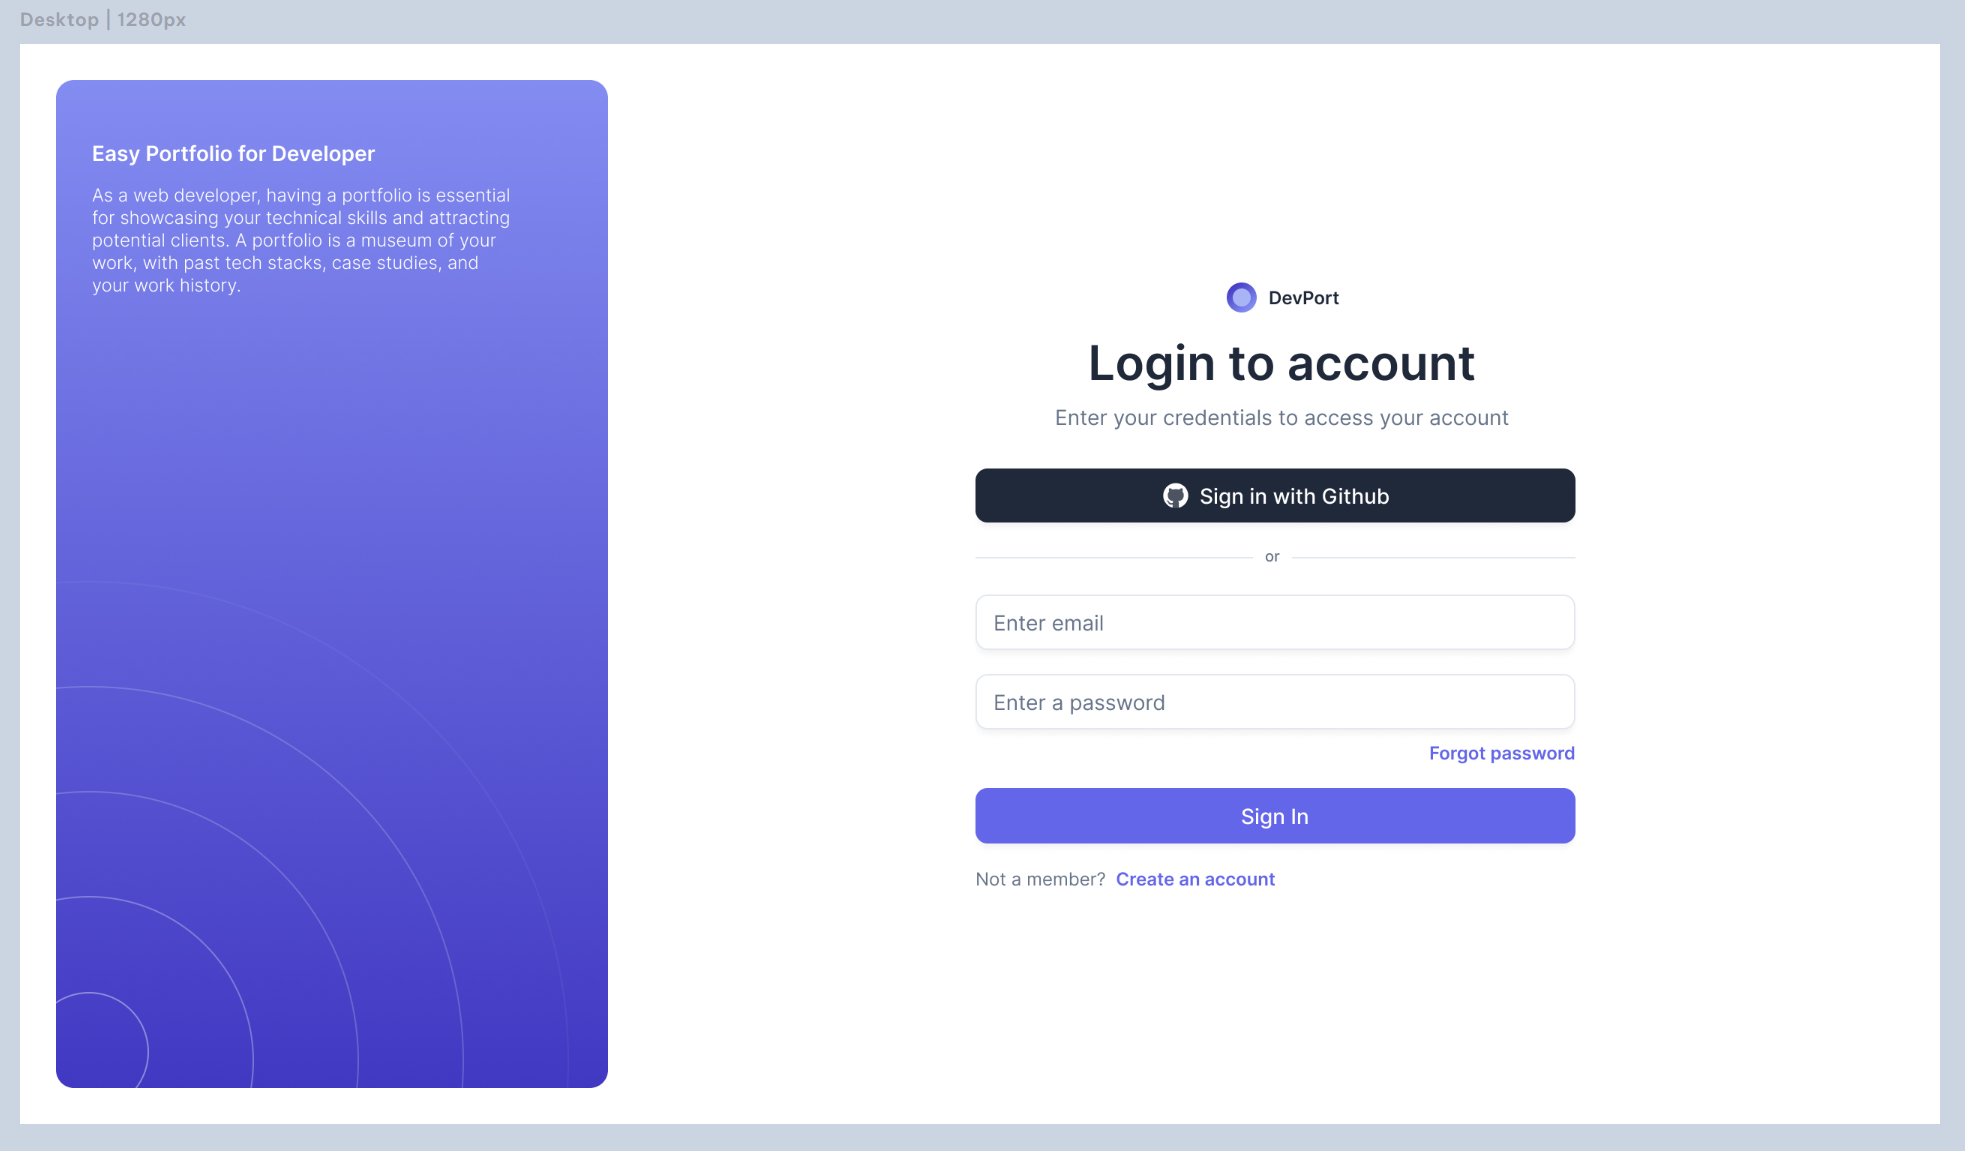 Desktop | 1280px
Easy Portfolio for Developer
As a web developer, having a portfolio is essential
for showcasing your technical skills and attracting
potential clients. A portfolio is a museum of your
work, with past tech stacks, case studies, and
your work history.
DevPort
Login to account
Enter your credentials to access your account
Sign in with Github
or
Enter email
Enter a password
Forgot password
Sign In
Not a member? Create an account